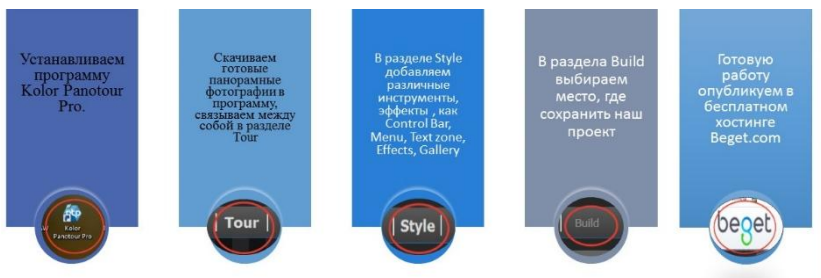 Устанавливаем
программу
Kolor Panotour
Pro.
Скачиваем
готовые
панорамные
фотографии в
программу,
связываем между
собой в разделе
Tour
В разделе Style
добавляем
различные
инструменты,
эффекты , как
Control Bar,
Menu, Text zone,
Effects, Gallery
В раздела Build
выбираем
место, где
сохранить наш
проект
Готовую
работу
опубликуем в
бесплатном
хостинге
Beget.com
ptp
Kolor
Panotour Pro
Tour
Style
Build
beget